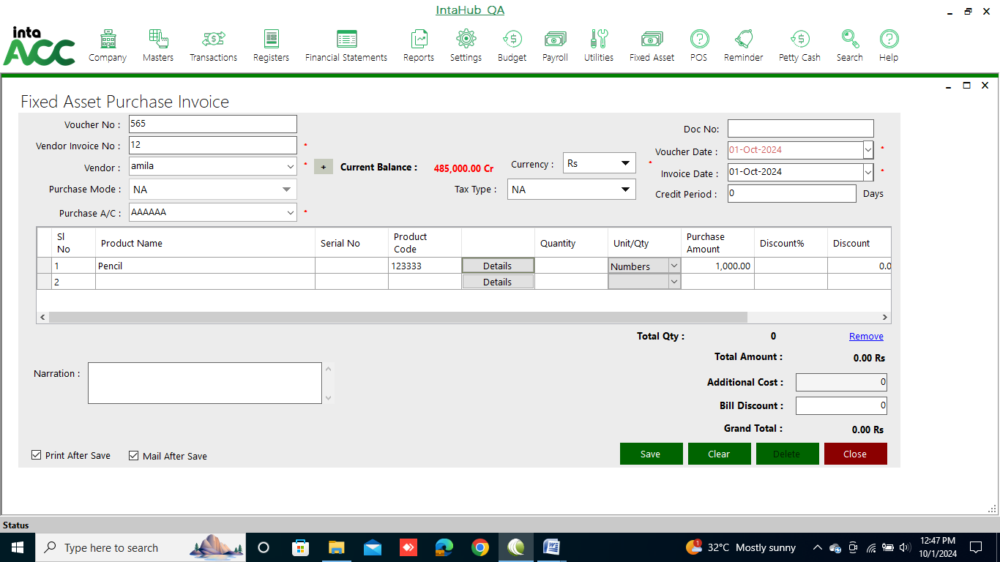 IntaHub_QA
inta
ACC
Company Masters Transactions Registers Financial Statements Reports Settings Budget Payroll Utilities Fixed Asset POS Reminder Petty Cash Search Help
Fixed Asset Purchase Invoice
Voucher No : 565
Doc No:
Vendor Invoice No : 12 *
Voucher Date : 01-Oct-2024 *
Vendor : amila * + Current Balance : 485,000.00 Cr Currency : Rs *
Invoice Date : 01-Oct-2024 *
Purchase Mode : NA Tax Type : NA
Credit Period : 0 Days
Purchase A/C : AAAAAA *
Sl No Product Name Serial No Product Code Quantity Unit/Qty Purchase Amount Discount% Discount
1 Pencil 123333 Details Numbers 1,000.00 0.0
2 Details
Total Qty : 0 Remove
Total Amount : 0.00 Rs
Narration :
Additional Cost : 0
Bill Discount : 0
Grand Total : 0.00 Rs
Print After Save Mail After Save
Save Clear Delete Close
Status
Type here to search
32°C Mostly sunny
12:47 PM
10/1/2024